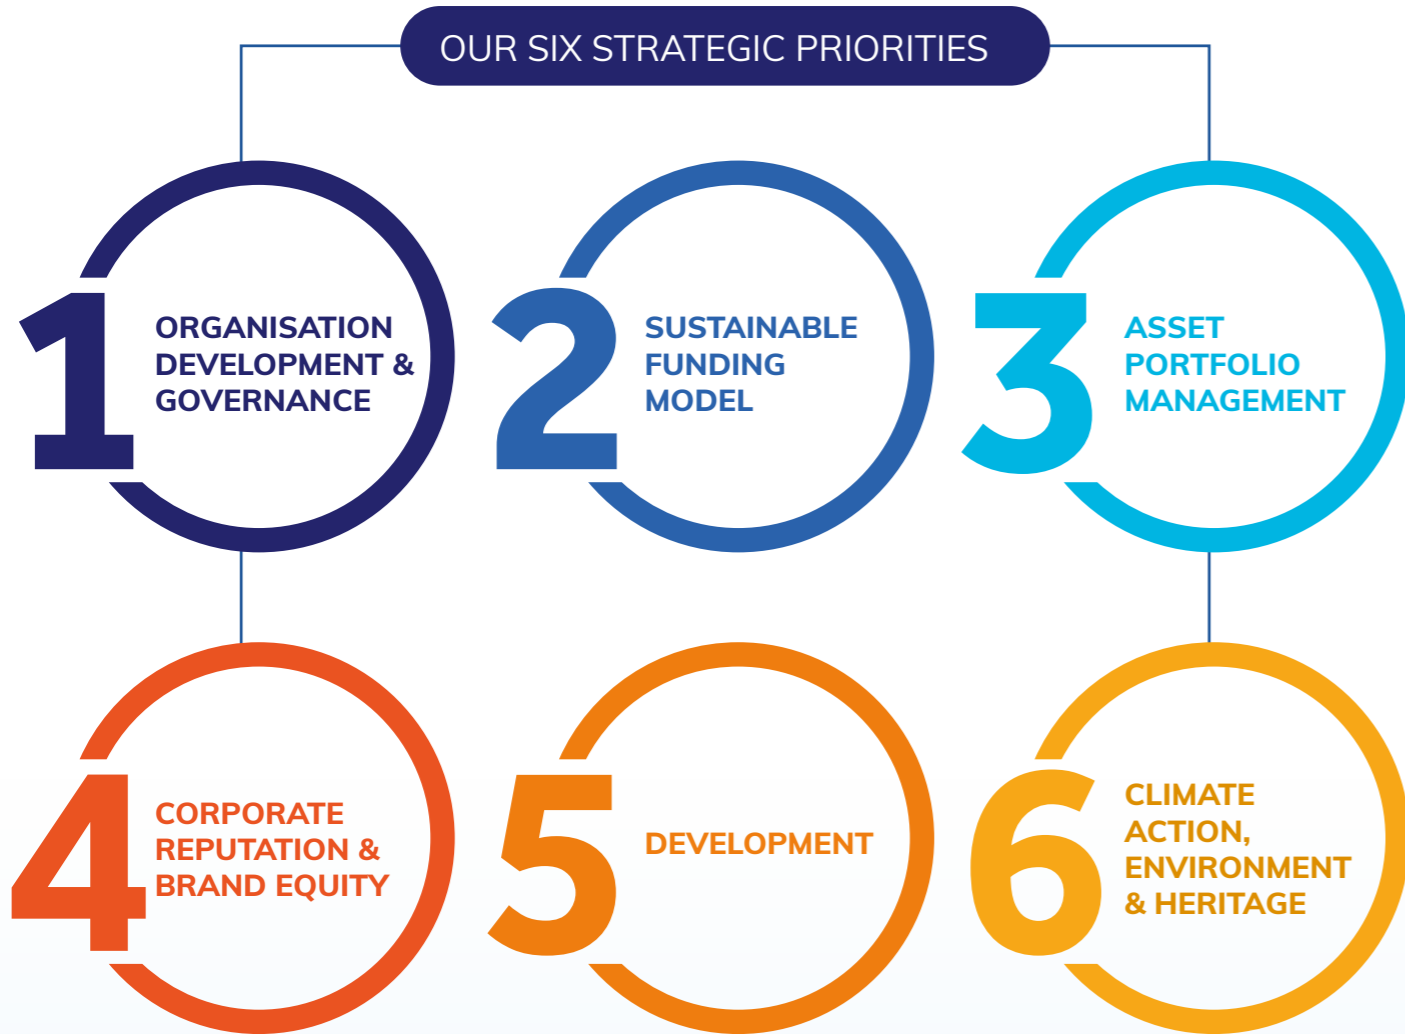 OUR SIX STRATEGIC PRIORITIES
1
ORGANISATION
DEVELOPMENT &
GOVERNANCE
2
SUSTAINABLE
FUNDING
MODEL
3
ASSET
PORTFOLIO
MANAGEMENT
4
CORPORATE
REPUTATION &
BRAND EQUITY
5
DEVELOPMENT
6
CLIMATE
ACTION,
ENVIRONMENT
& HERITAGE